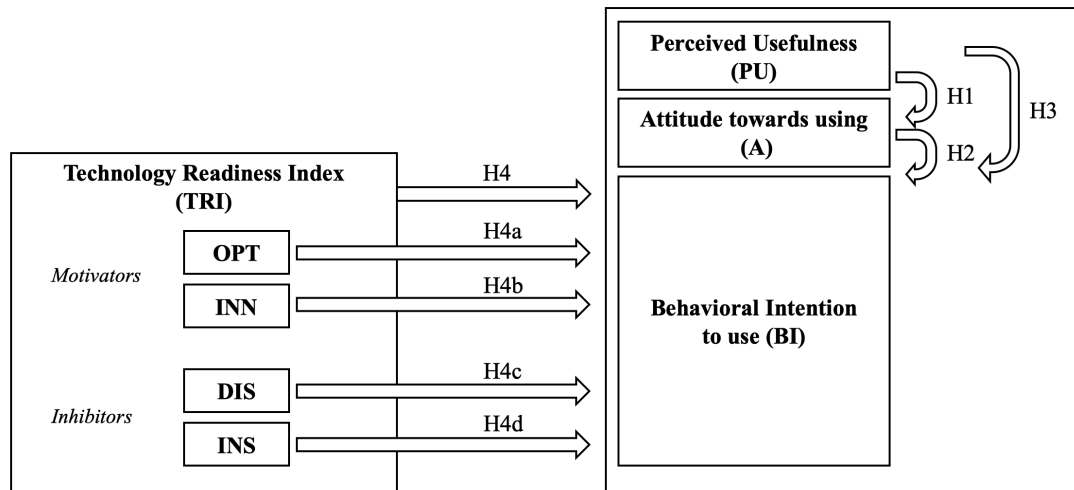 Perceived Usefulness
(PU)
H1
H3
Attitude towards using
(A)
H2
Technology Readiness Index
(TRI)
H4
Motivators
OPT
H4a
INN
H4b
Behavioral Intention
to use (BI)
Inhibitors
DIS
H4c
INS
H4d